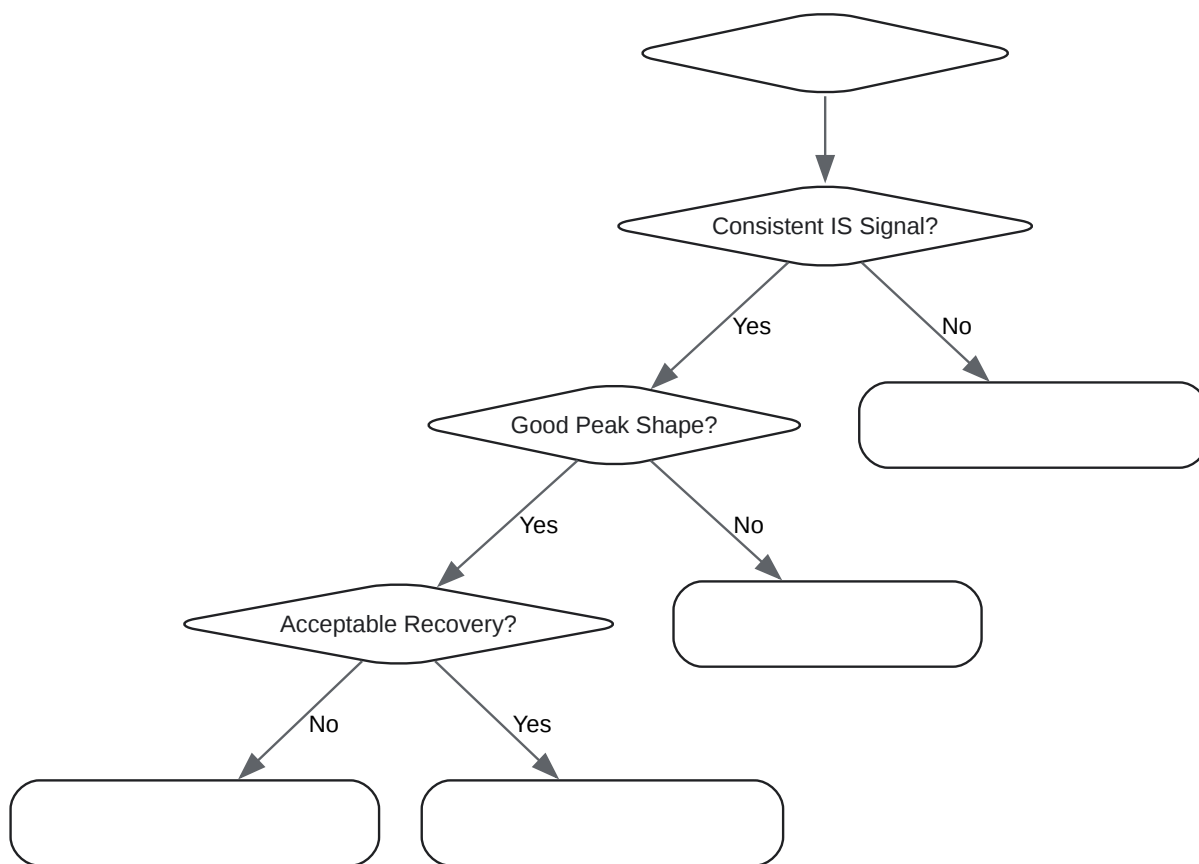 Consistent IS Signal?
Yes
No
Good Peak Shape?
Yes
No
Acceptable Recovery?
No
Yes